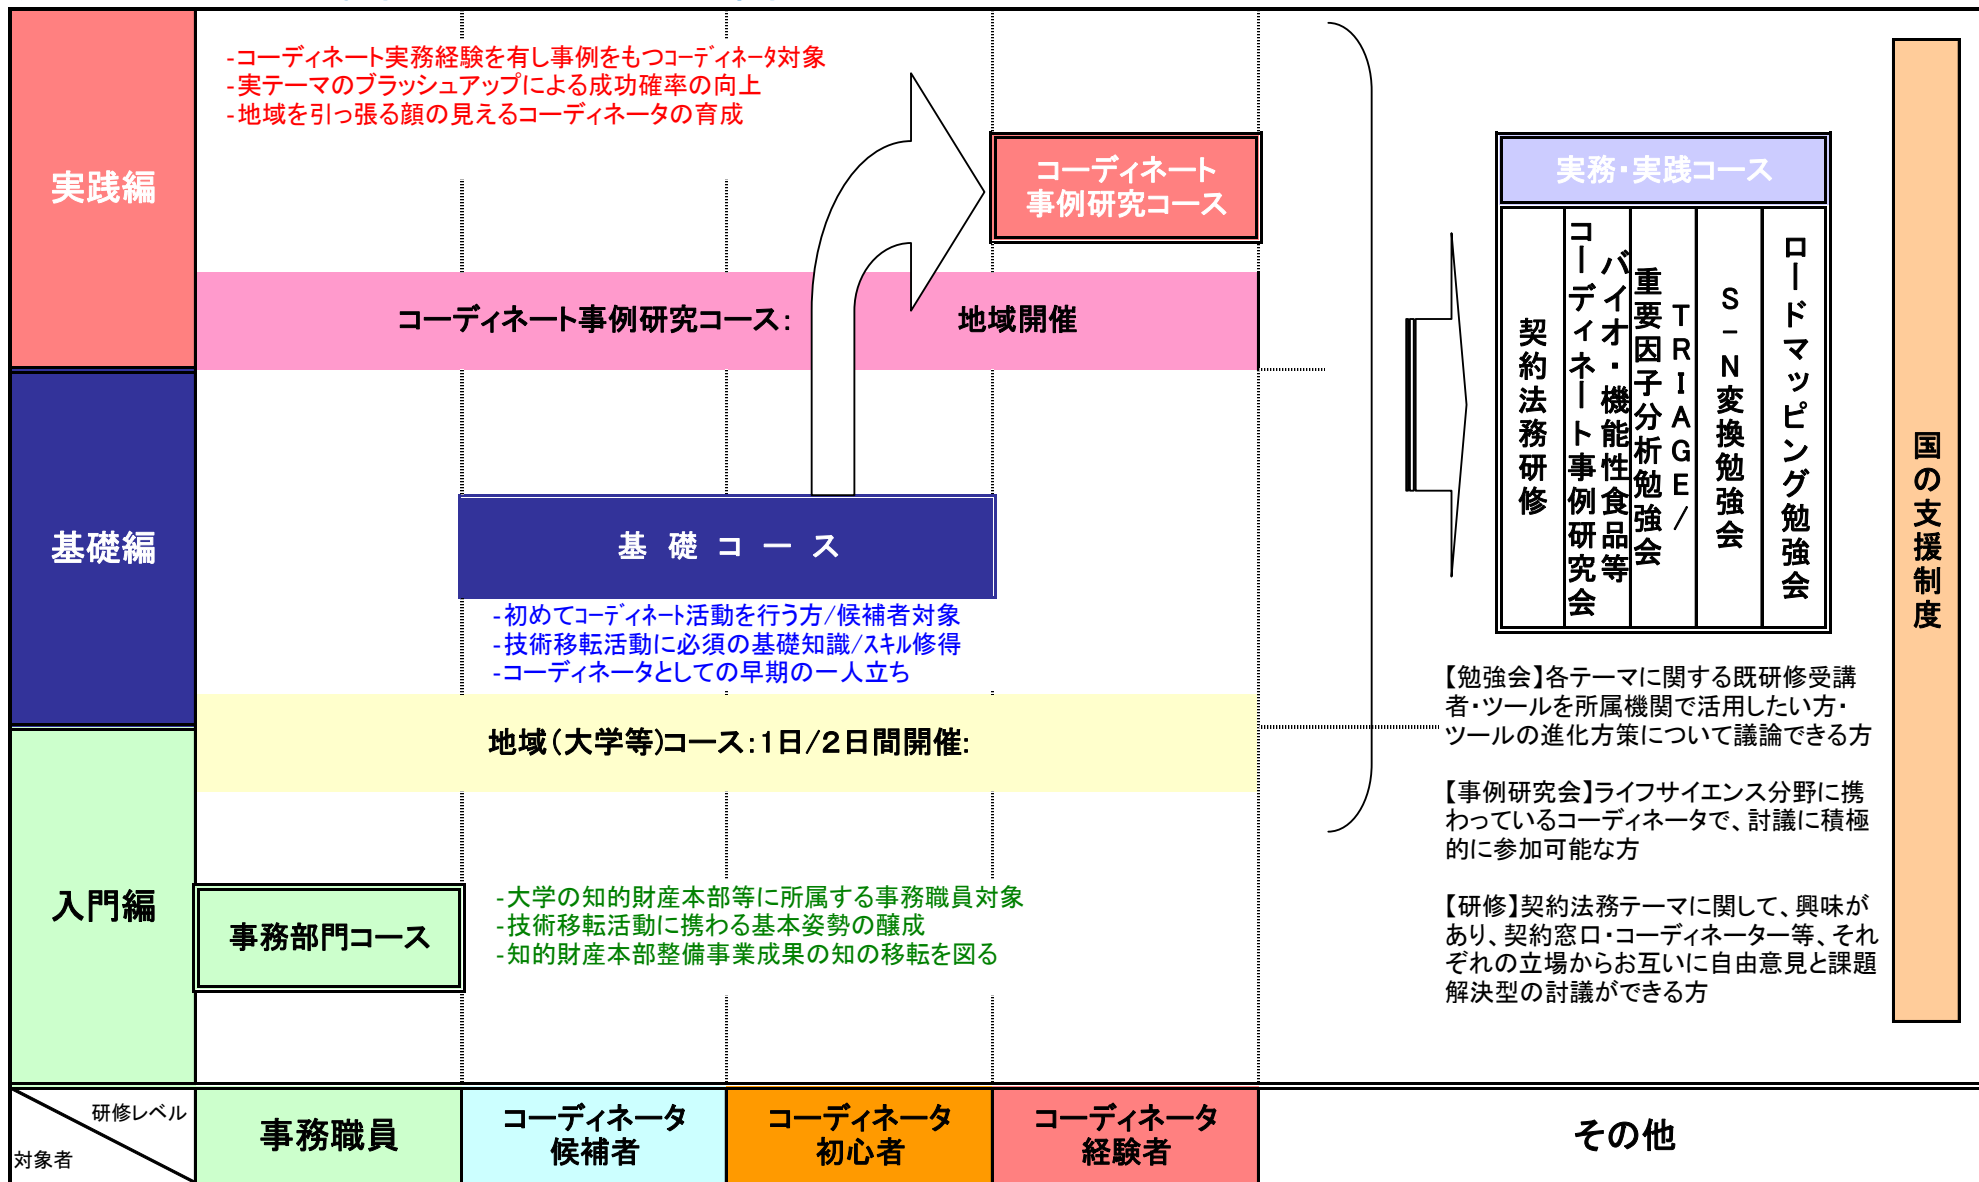 実践編
-コーディネート実務経験を有し事例をもつコーディネータ対象
-実テーマのブラッシュアップによる成功確率の向上
-地域を引っ張る顔の見えるコーディネータの育成
コーディネート
事例研究コース
コーディネート事例研究コース: 地域開催
基礎編
基礎コース
-初めてコーディネート活動を行う方/候補者対象
-技術移転活動に必須の基礎知識/スキル修得
-コーディネータとしての早期の一人立ち
地域(大学等)コース:1日/2日間開催:
入門編
事務部門コース
-大学の知的財産本部等に所属する事務職員対象
-技術移転活動に携わる基本姿勢の醸成
-知的財産本部整備事業成果の知の移転を図る
実務・実践コース
契約法務研修
バイオ・機能性食品等
コーディネート事例研究会
TRIAGE/
重要因子分析勉強会
S-N変換勉強会
ロードマッピング勉強会
【勉強会】各テーマに関する既研修受講
者・ツールを所属機関で活用したい方・
ツールの進化方策について議論できる方
【事例研究会】ライフサイエンス分野に携
わっているコーディネータで、討議に積極
的に参加可能な方
【研修】契約法務テーマに関して、興味が
あり、契約窓口・コーディネーター等、それ
ぞれの立場からお互いに自由意見と課題
解決型の討議ができる方
国の支援制度
研修レベル
対象者
事務職員
コーディネータ
候補者
コーディネータ
初心者
コーディネータ
経験者
その他